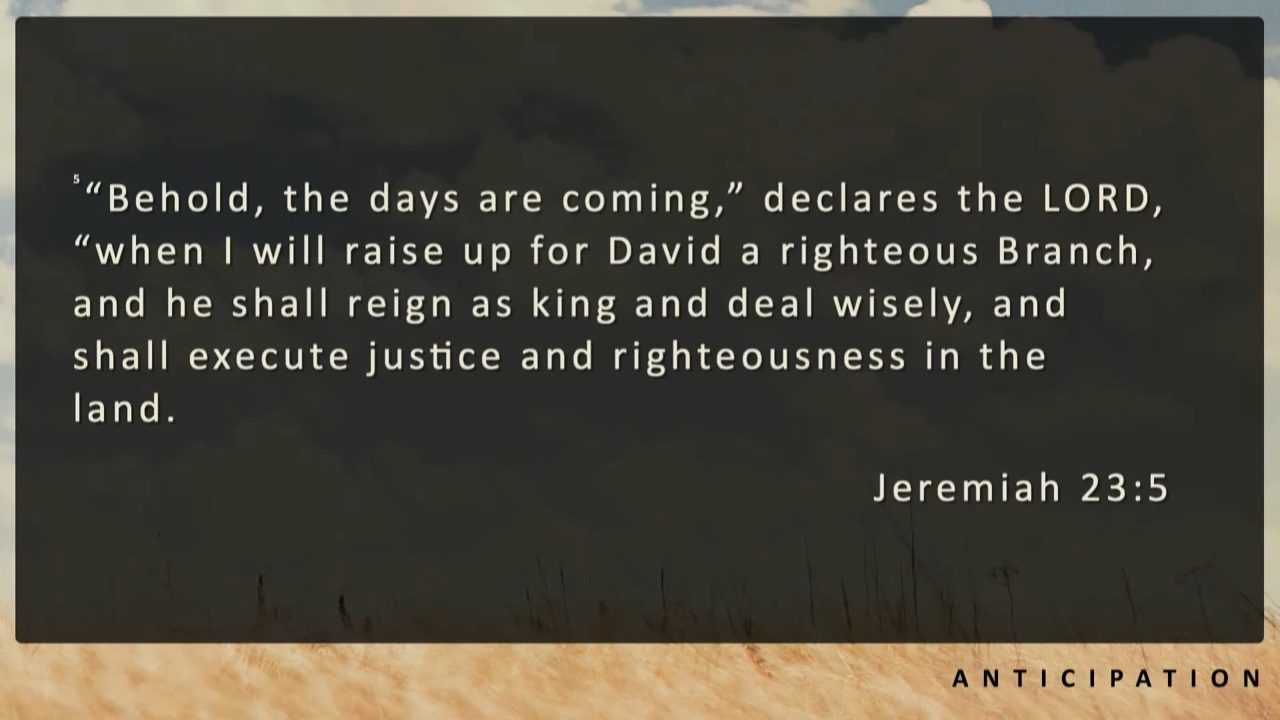 ⁵“Behold, the days are coming,” declares the LORD,
“when I will raise up for David a righteous Branch,
and he shall reign as king and deal wisely, and
shall execute justice and righteousness in the
land.
Jeremiah 23:5
ANTICIPATION